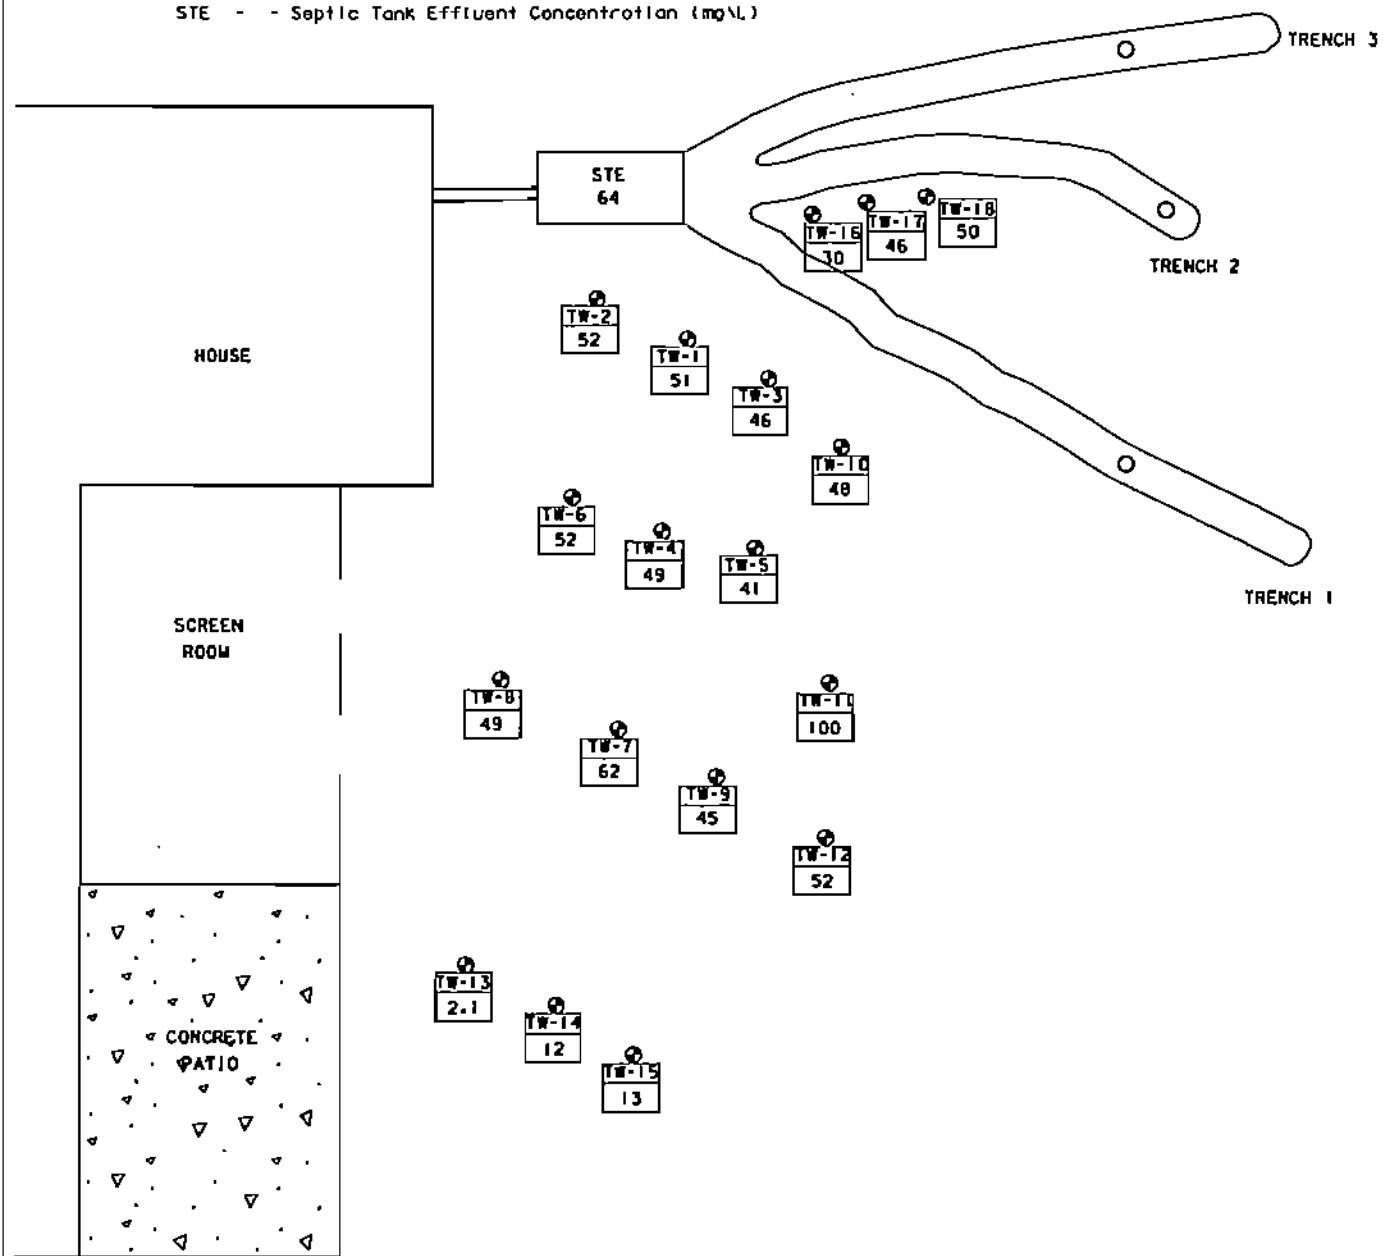 STE - - Septic Tank Effluent Concentration (mg\L)
TRENCH 3
STE
64
TW-16
30
TW-17
46
TW-18
50
TRENCH 2
TW-2
52
TW-1
51
HOUSE
TW-3
46
TW-10
48
TW-6
52
TW-4
49
TW-5
41
TRENCH 1
SCREEN
ROOM
TW-8
49
TW-11
100
TW-7
62
TW-9
45
TW-12
52
TW-13
2.1
TW-14
12
CONCRETE
PATIO
TW-15
13